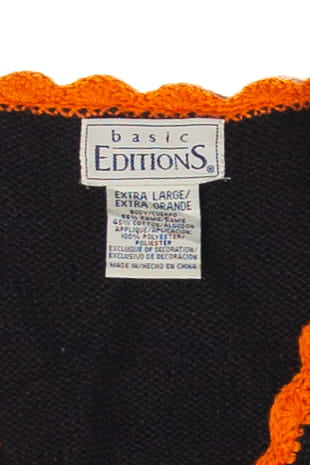 basic
EDITIONS®
EXTRA LARGE/
EXTRA GRANDE
BODY/CUERPO
55% RAMIE/RAMIE
45% COTTON/ALGODON
APPLIQUE/APLICACION:
100% POLYESTER/
POLIESTER
EXCLUSIVE OF DECORATION/
EXCLUSIVO DE DECORACION
MADE IN/HECHO EN CHINA